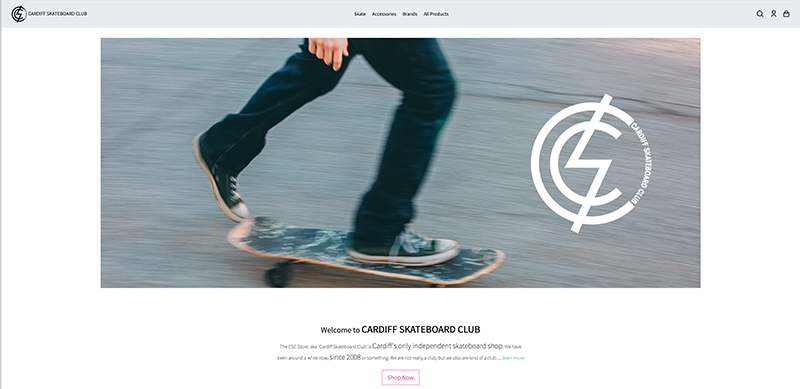 CARDIFF SKATEBOARD CLUB
Skate Accessories Brands All Products
CARDIFF SKATEBOARD CLUB
Welcome to CARDIFF SKATEBOARD CLUB
The CSC Store, aka 'Cardiff Skateboard Club' is Cardiff's only independent skateboard shop. We have
been around a while now, since 2008 or something. We are not really a club, but we also are kind of a club.....learn more
Shop Now